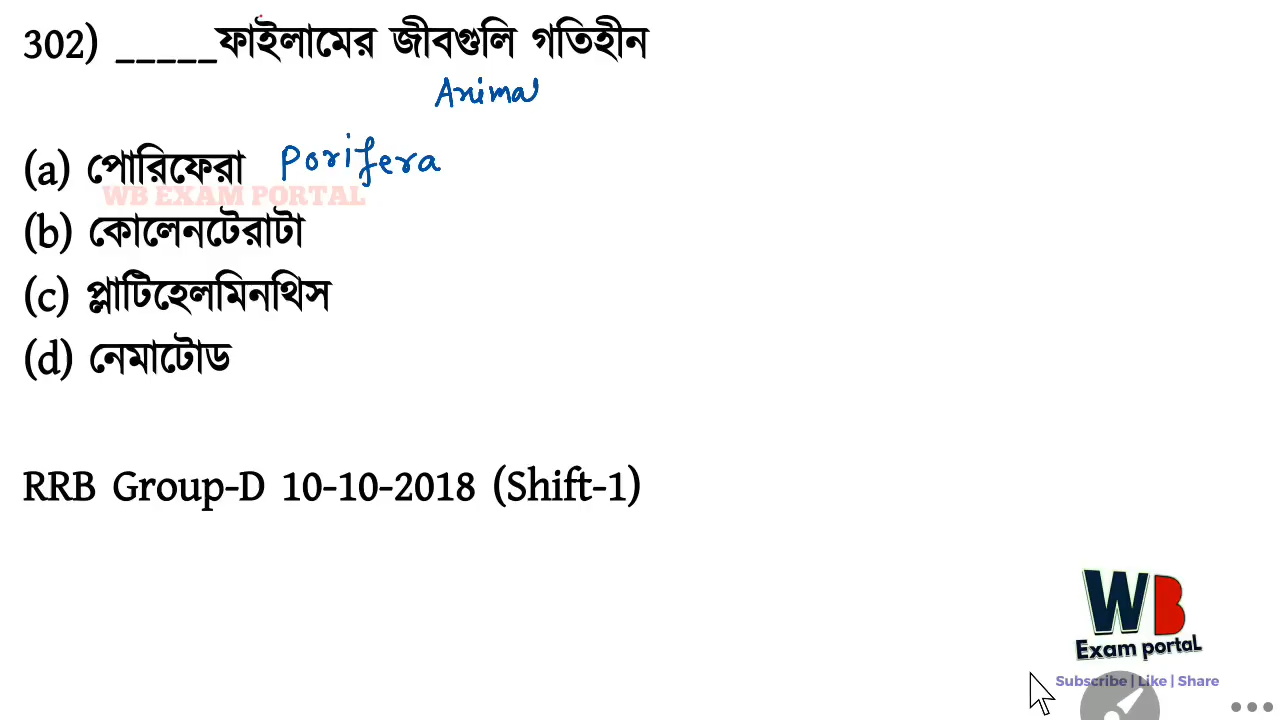 302) _____ফাইলামের জীবগুলি গতিহীন
Animal
(a) পোরিফেরা Porifera
WB EXAM PORTAL
(b) কোলেনটেরাটা
(c) প্লাটিহেলমিনথিস
(d) নেমাটোড
RRB Group-D 10-10-2018 (Shift-1)
WB
Exam portaL
Subscribe | Like | Share